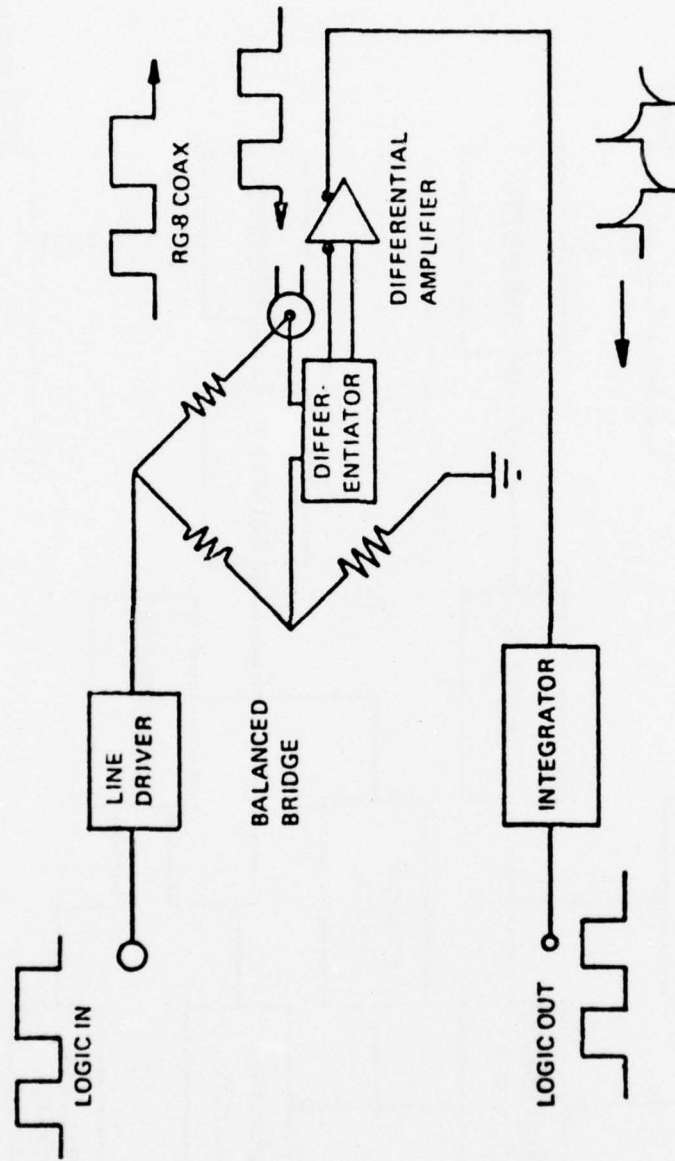 LOGIC IN
LINE
DRIVER
RG-8 COAX
BALANCED
BRIDGE
DIFFER-
ENTIATOR
DIFFERENTIAL
AMPLIFIER
LOGIC OUT
INTEGRATOR